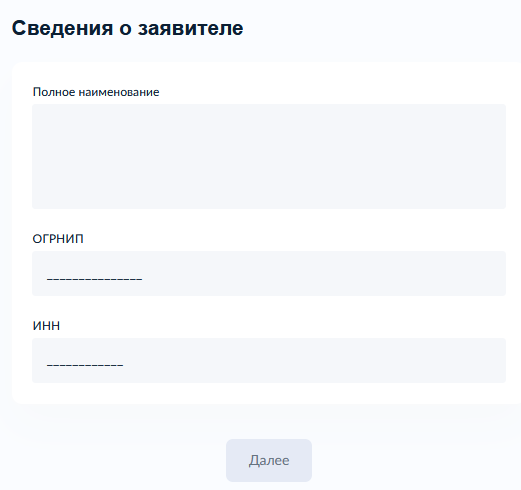 Сведения о заявителе
Полное наименование
ОГРНИП
_______________
ИНН
____________
Далее